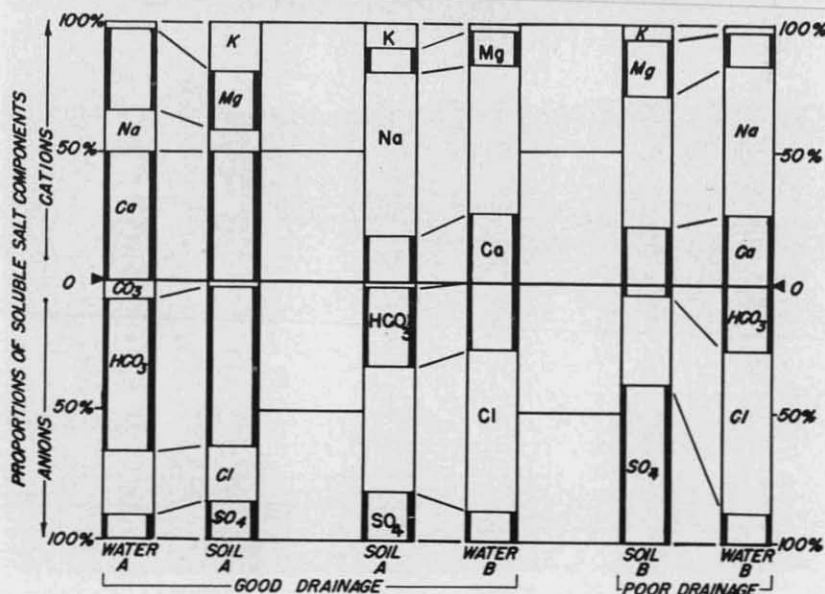 PROPORTIONS OF SOLUBLE SALT COMPONENTS
CATIONS
ANIONS
100%
50%
0
50%
100%
Na
Ca
CO3
HCO3
K
Mg
Cl
SO4
K
Na
HCO3
SO4
Mg
Ca
Cl
K
Mg
SO4
Na
Ca
HCO3
Cl
100%
50%
0
50%
100%
WATER A
SOIL A
SOIL A
WATER B
SOIL B
WATER B
GOOD DRAINAGE
POOR DRAINAGE